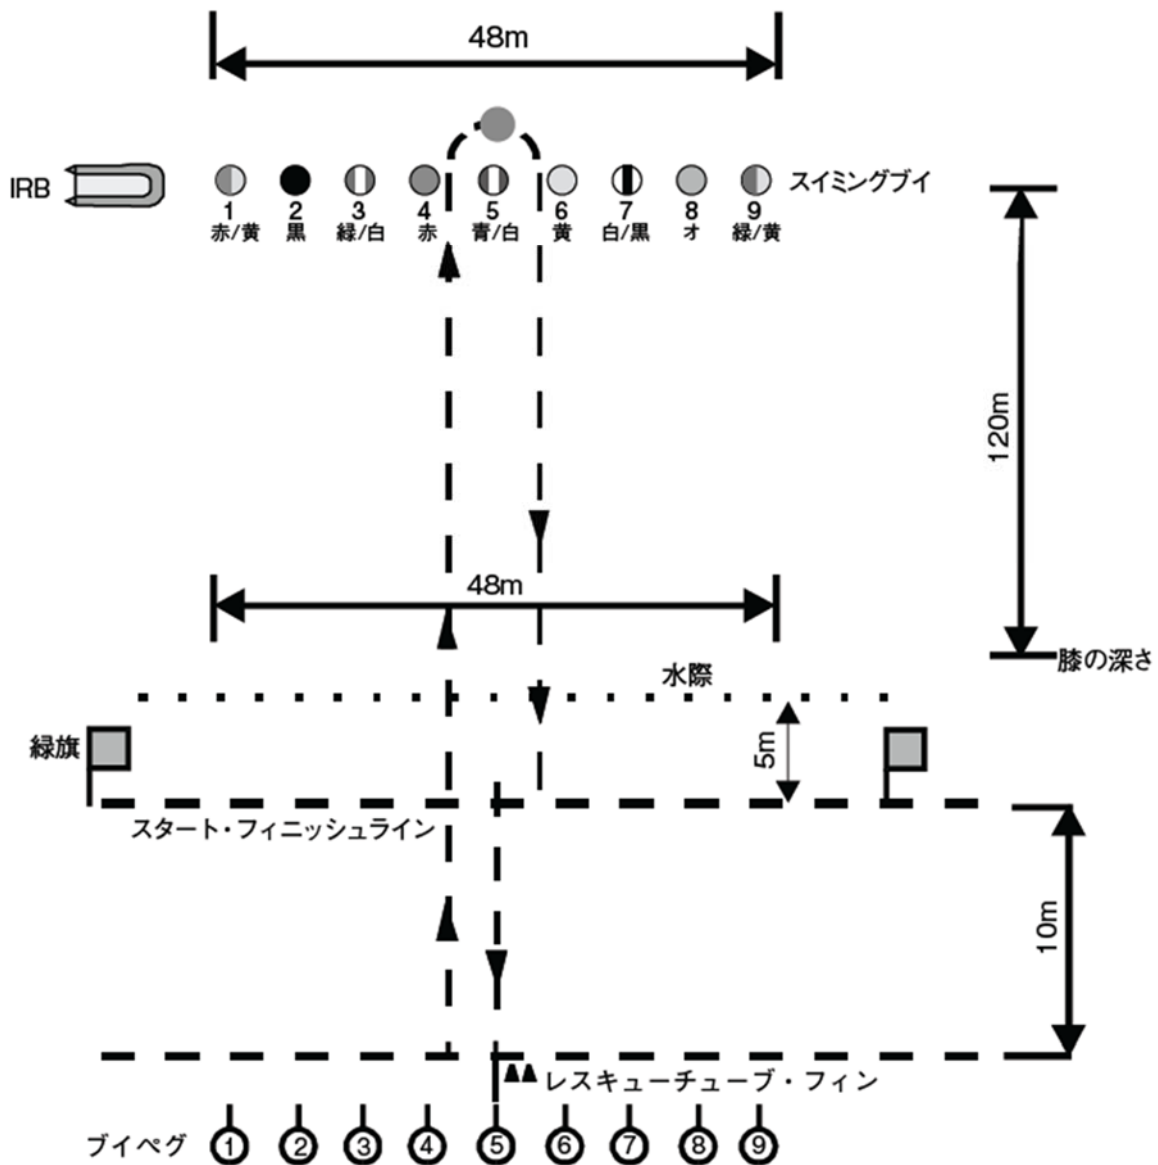 48m
IRB
スイミングブイ
1 2 3 4 5 6 7 8 9
赤/黄 黒 緑/白 赤 青/白 黄 白/黒 オ 緑/黄
120m
48m
膝の深さ
水際
緑旗
5m
スタート・フィニッシュライン
10m
レスキューチューブ・フィン
ブイペグ 1 2 3 4 5 6 7 8 9